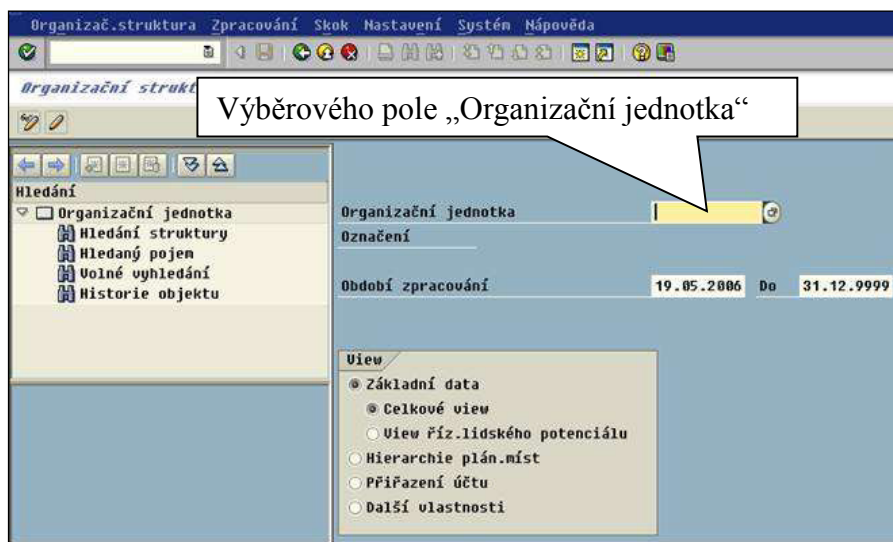 Organizač.struktura Zpracování Skok Nastavení Systém Nápověda
Organizační strukt
Výběrového pole „Organizační jednotka“
Hledání
Organizační jednotka
Hledání struktury
Hledaný pojem
Volné vyhledání
Historie objektu
Organizační jednotka
Označení
Období zpracování 19.05.2006 Do 31.12.9999
View
Základní data
Celkové view
View říz.lidského potenciálu
Hierarchie plán.míst
Přiřazení účtu
Další vlastnosti